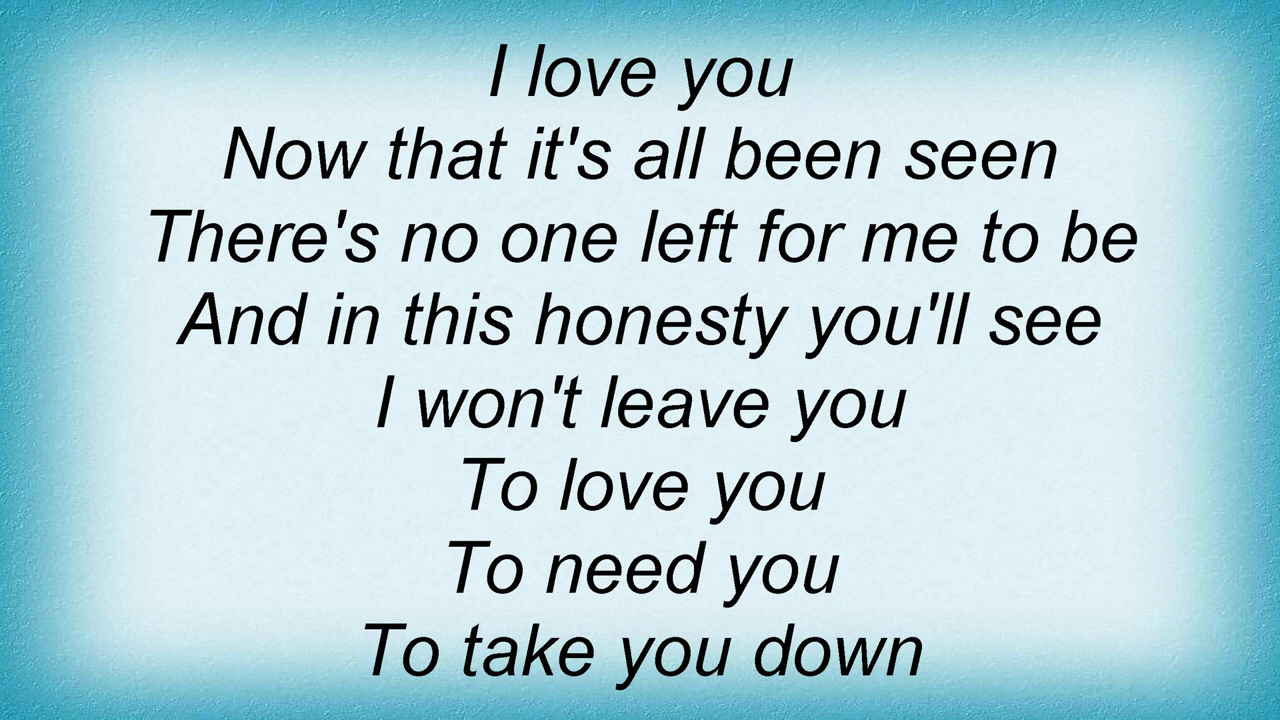 I love you
Now that it's all been seen
There's no one left for me to be
And in this honesty you'll see
I won't leave you
To love you
To need you
To take you down